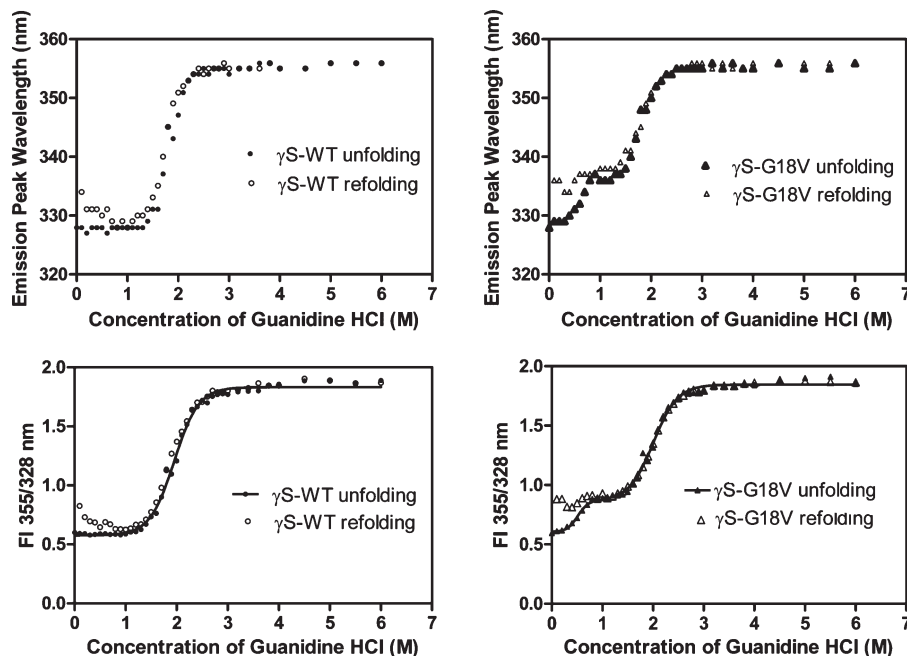 360
350
340
330
320
Emission Peak Wavelength (nm)
γS-WT unfolding
γS-WT refolding
0 1 2 3 4 5 6 7
Concentration of Guanidine HCl (M)
360
350
340
330
320
Emission Peak Wavelength (nm)
γS-G18V unfolding
γS-G18V refolding
0 1 2 3 4 5 6 7
Concentration of Guanidine HCl (M)
2.0
1.5
1.0
0.5
0.0
FI 355/328 nm
γS-WT unfolding
γS-WT refolding
0 1 2 3 4 5 6 7
Concentration of Guanidine HCl (M)
2.0
1.5
1.0
0.5
0.0
FI 355/328 nm
γS-G18V unfolding
γS-G18V refolding
0 1 2 3 4 5 6 7
Concentration of Guanidine HCl (M)